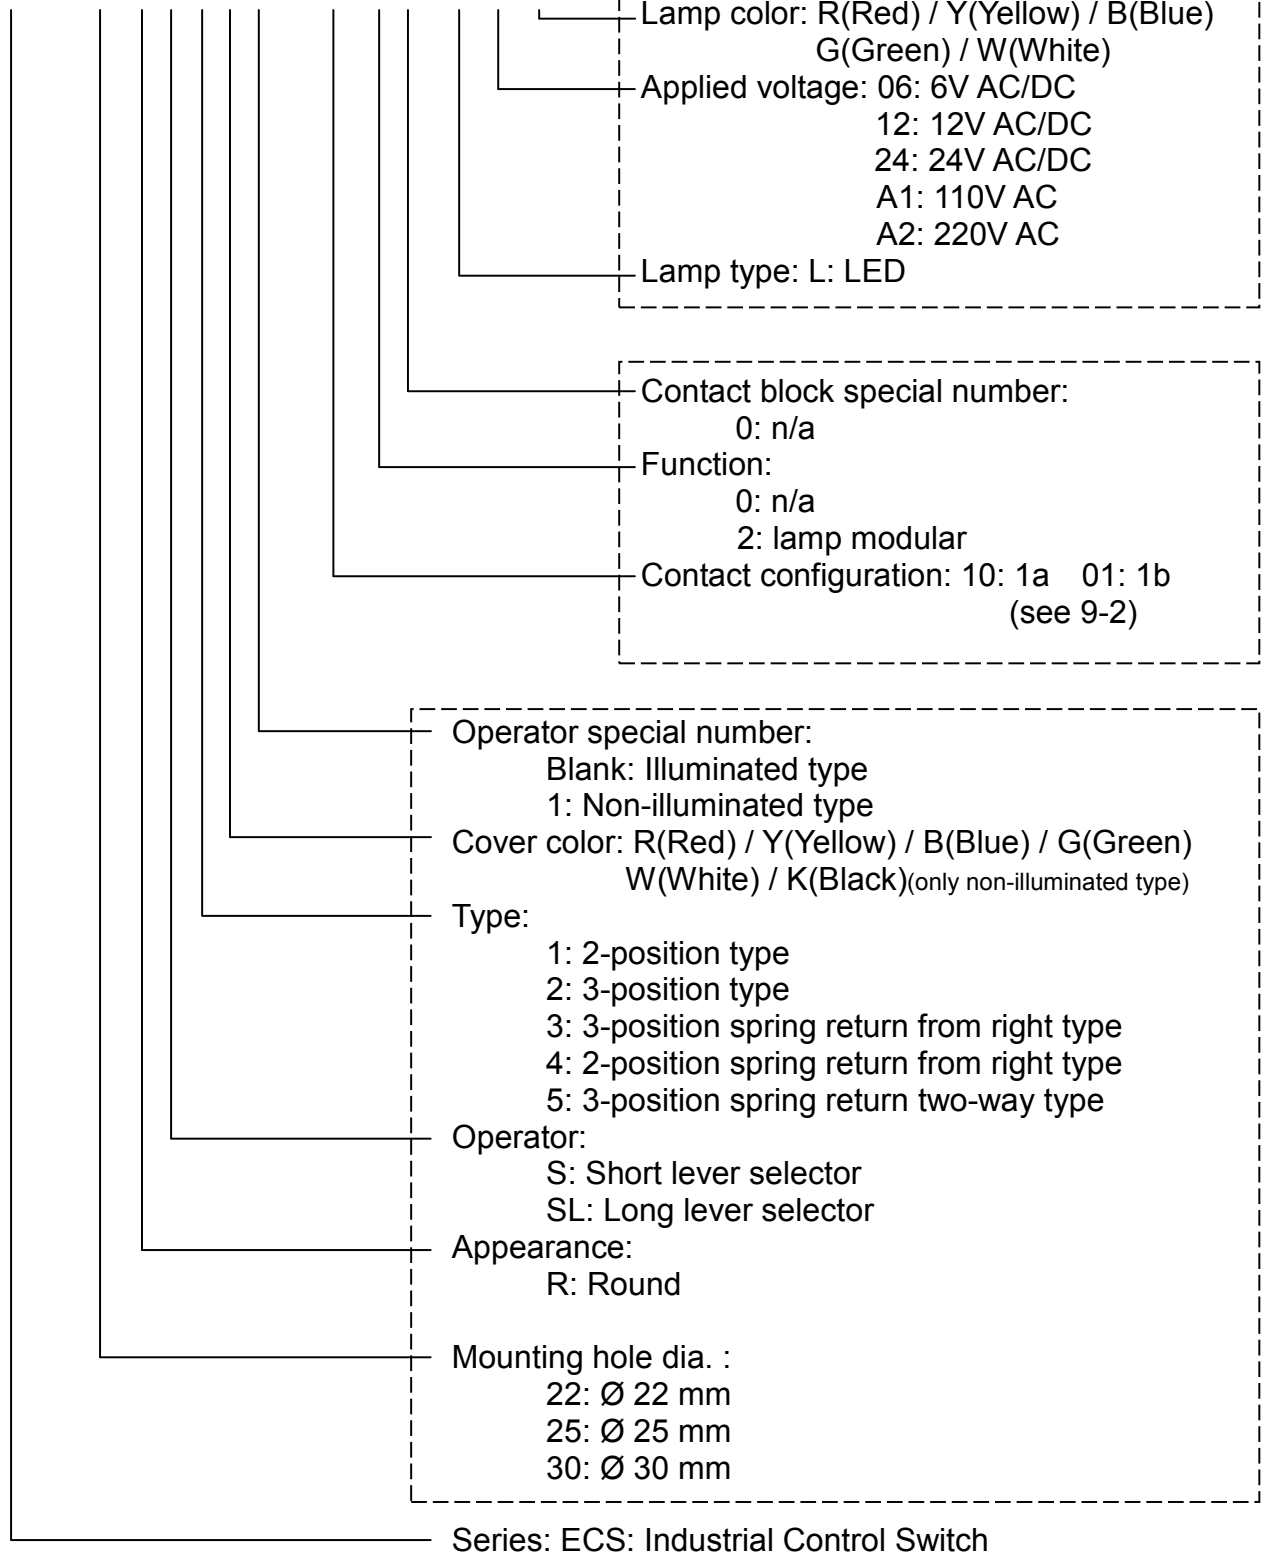 Lamp color: R(Red) / Y(Yellow) / B(Blue)
G(Green) / W(White)
Applied voltage: 06: 6V AC/DC
12: 12V AC/DC
24: 24V AC/DC
A1: 110V AC
A2: 220V AC
Lamp type: L: LED
Contact block special number:
0: n/a
Function:
0: n/a
2: lamp modular
Contact configuration: 10: 1a 01: 1b
(see 9-2)
Operator special number:
Blank: Illuminated type
1: Non-illuminated type
Cover color: R(Red) / Y(Yellow) / B(Blue) / G(Green)
W(White) / K(Black)(only non-illuminated type)
Type:
1: 2-position type
2: 3-position type
3: 3-position spring return from right type
4: 2-position spring return from right type
5: 3-position spring return two-way type
Operator:
S: Short lever selector
SL: Long lever selector
Appearance:
R: Round
Mounting hole dia. :
22: Ø 22 mm
25: Ø 25 mm
30: Ø 30 mm
Series: ECS: Industrial Control Switch